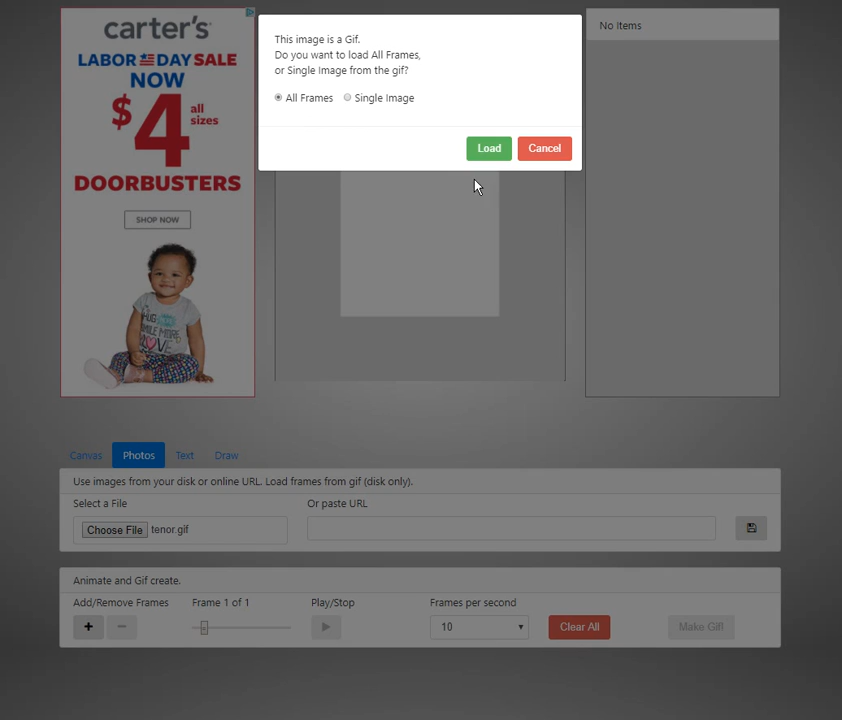 carter's
LABOR DAY SALE
NOW
$4 all sizes
DOORBUSTERS
SHOP NOW
This image is a Gif.
Do you want to load All Frames,
or Single Image from the gif?
All Frames Single Image
Load Cancel
No Items
Canvas Photos Text Draw
Use images from your disk or online URL. Load frames from gif (disk only).
Select a File Or paste URL
Choose File tenor.gif
Animate and Gif create.
Add/Remove Frames Frame 1 of 1 Play/Stop Frames per second
+ − 10 Clear All Make Gif!